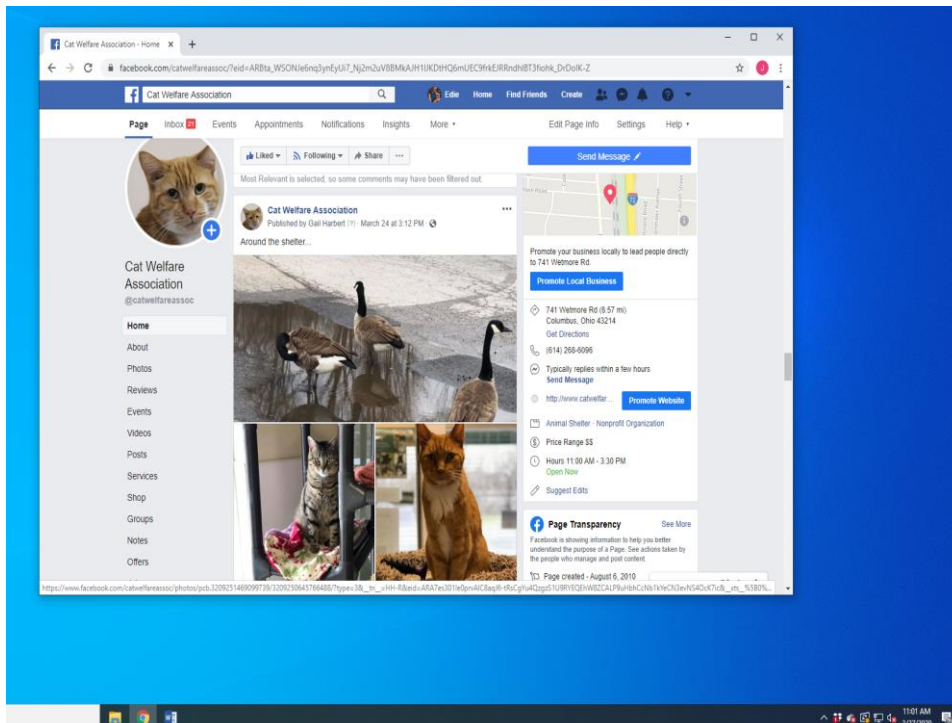 Cat Welfare Association - Home
facebook.com/catwelfareassoc/?eid=
Cat Welfare Association
Edie Home Find Friends Create
Page Inbox 21 Events Appointments Notifications Insights More Edit Page Info Settings Help
Liked Following Share ... Send Message
Most Relevant is selected, so some comments may have been filtered out.
Cat Welfare Association
Published by Gail Harbert [?] · March 24 at 3:12 PM ·
Around the shelter...
Cat Welfare
Association
@catwelfareassoc
Home
About
Photos
Reviews
Events
Videos
Posts
Services
Shop
Groups
Notes
Offers
71
Promote your business locally to lead people directly
to 741 Wetmore Rd.
Promote Local Business
741 Wetmore Rd (8.57 mi)
Columbus, Ohio 43214
Get Directions
(614) 268-6096
Typically replies within a few hours
Send Message
http://www.catwelfar... Promote Website
Animal Shelter · Nonprofit Organization
Price Range $$
Hours 11:00 AM - 3:30 PM
Open Now
Suggest Edits
Page Transparency See More
Facebook is showing information to help you better
understand the purpose of a Page. See actions taken by
the people who manage and post content
Page created - August 6, 2010
11:01 AM